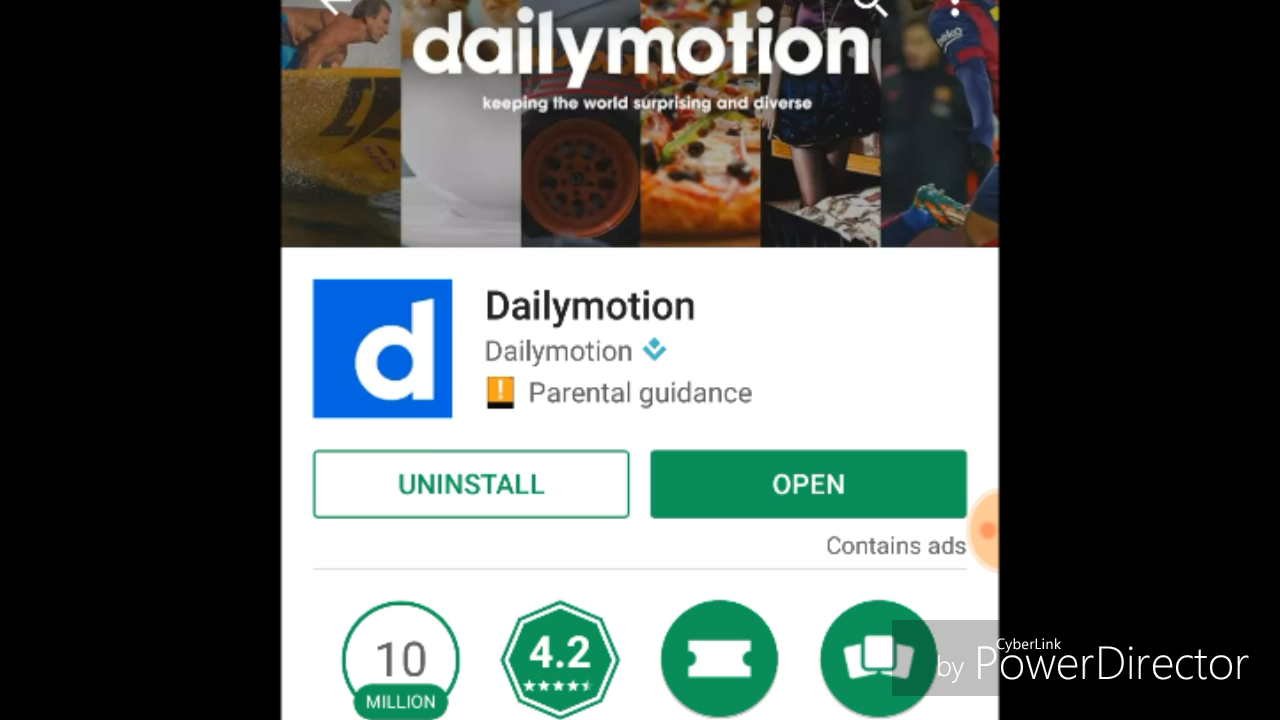 dailymotion
keeping the world surprising and diverse
beko
d
Dailymotion
Dailymotion
! Parental guidance
UNINSTALL
OPEN
Contains ads
10
MILLION
4.2
CyberLink
by PowerDirector